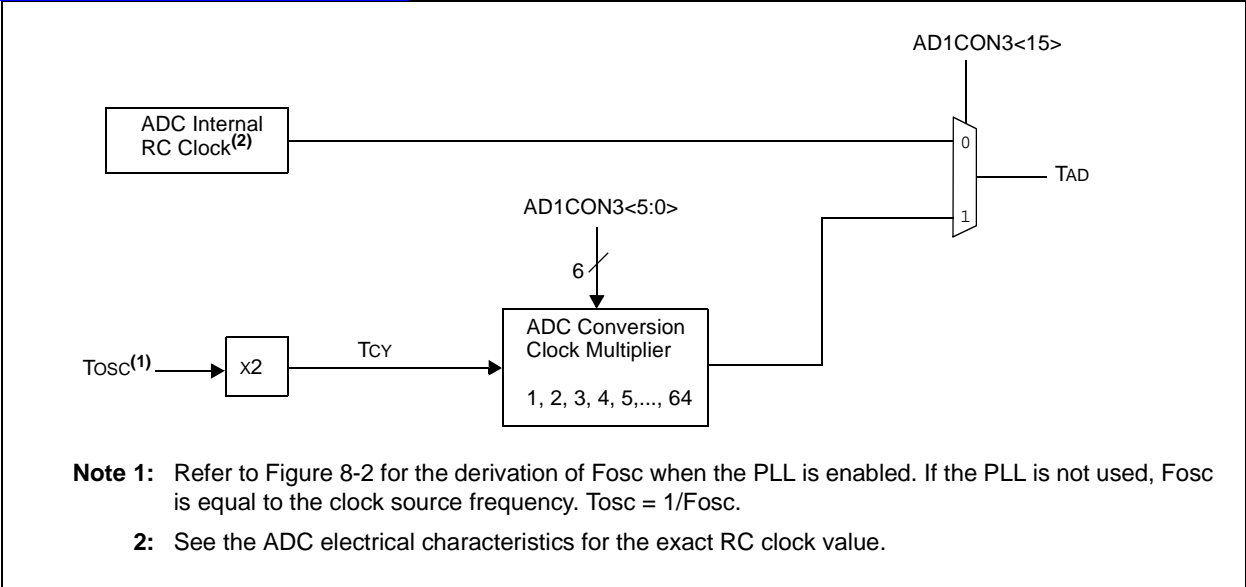 AD1CON3<15>
ADC Internal
RC Clock(2)
0
TAD
AD1CON3<5:0>
1
6
ADC Conversion
Clock Multiplier
TOSC(1)
X2
TCY
1, 2, 3, 4, 5,..., 64
Note 1: Refer to Figure 8-2 for the derivation of Fosc when the PLL is enabled. If the PLL is not used, Fosc
is equal to the clock source frequency. Tosc = 1/Fosc.
2: See the ADC electrical characteristics for the exact RC clock value.